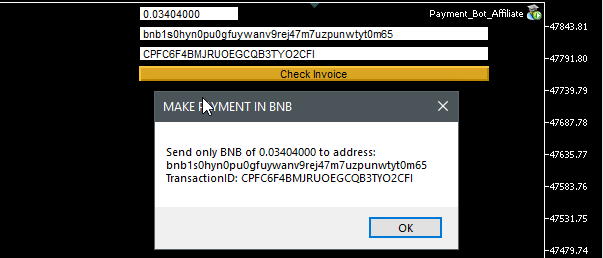 0.03404000
Payment_Bot_Affiliate
47843.81
bnb1s0hyn0pu0gfuywanv9rej47m7uzpunwtyt0m65
CPFC6F4BMJRUOEGCQB3TYO2CFI
47791.80
Check Invoice
47739.79
MAKE PAYMENT IN BNB
47687.78
Send only BNB of 0.03404000 to address:
47635.77
bnb1s0hyn0pu0gfuywanv9rej47m7uzpunwtyt0m65
TransactionID: CPFC6F4BMJRUOEGCQB3TYO2CFI
47583.76
OK
47531.75
47479.74